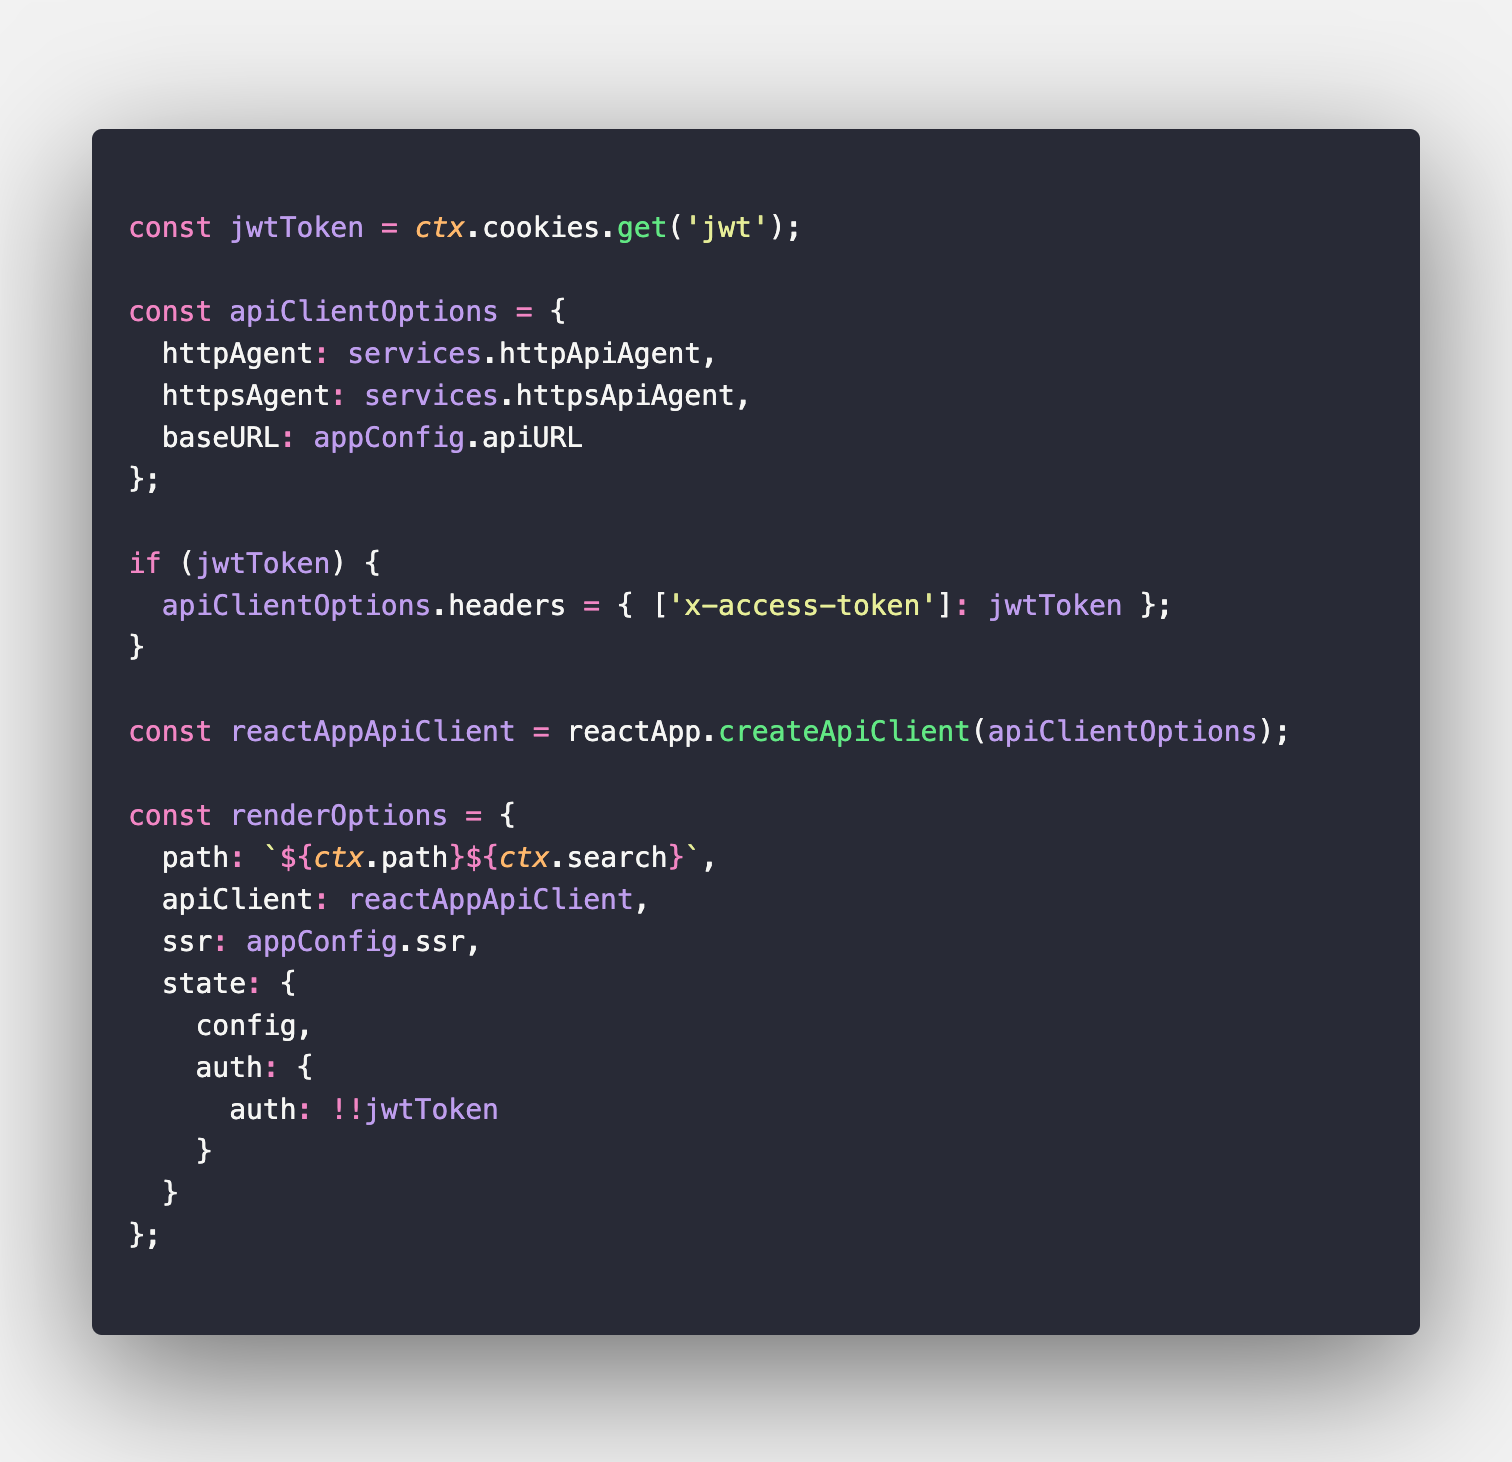 const jwtToken = ctx.cookies.get('jwt');

const apiClientOptions = {
  httpAgent: services.httpApiAgent,
  httpsAgent: services.httpsApiAgent,
  baseURL: appConfig.apiURL
};

if (jwtToken) {
  apiClientOptions.headers = { ['x-access-token']: jwtToken };
}

const reactAppApiClient = reactApp.createApiClient(apiClientOptions);

const renderOptions = {
  path: `${ctx.path}${ctx.search}`,
  apiClient: reactAppApiClient,
  ssr: appConfig.ssr,
  state: {
    config,
    auth: {
      auth: !!jwtToken
    }
  }
};